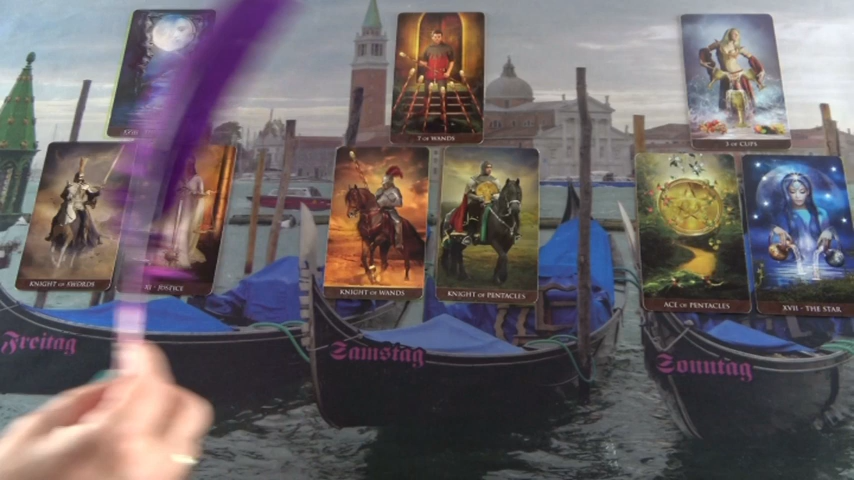 7 OF WANDS
3 OF CUPS
KNIGHT OF SWORDS
XI - JUSTICE
KNIGHT OF WANDS
KNIGHT OF PENTACLES
ACE OF PENTACLES
XVII - THE STAR
Freitag
Samstag
Sonntag